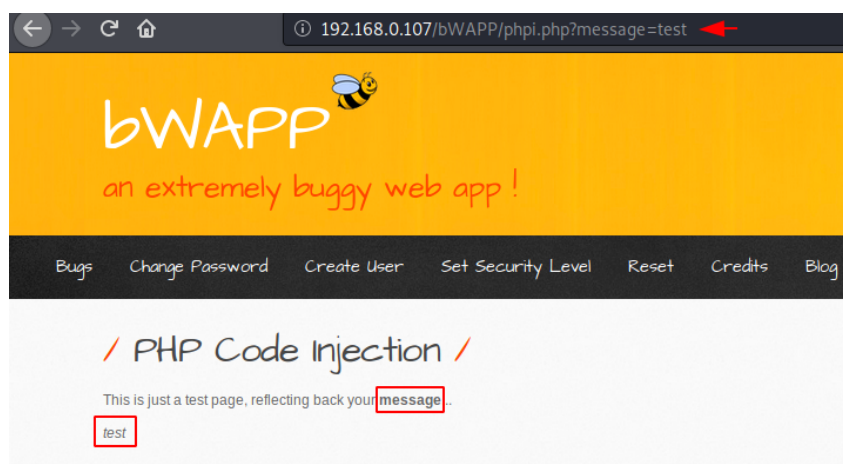 192.168.0.107/bWAPP/phpi.php?message=test
bWAPP
an extremely buggy web app !
Bugs Change Password Create User Set Security Level Reset Credits Blog
/ PHP Code Injection /
This is just a test page, reflecting back your message..
test